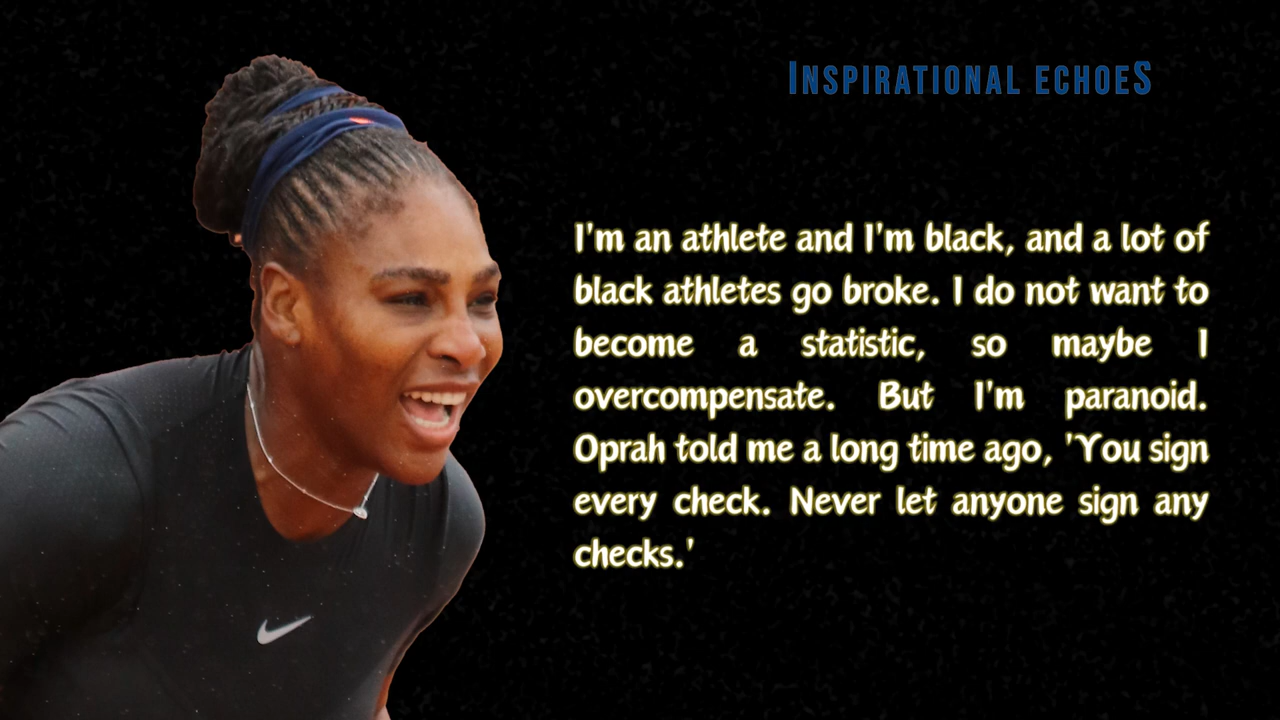 INSPIRATIONAL ECHOES
I'm an athlete and I'm black, and a lot of
black athletes go broke. I do not want to
become a statistic, so maybe I
overcompensate. But I'm paranoid.
Oprah told me a long time ago, 'You sign
every check. Never let anyone sign any
checks.'